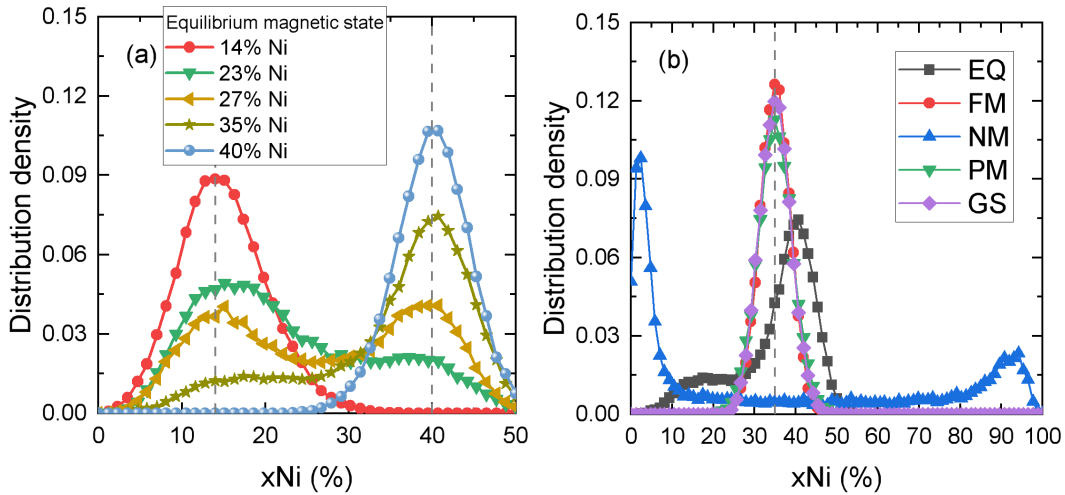 (a)
Equilibrium magnetic state
14% Ni
23% Ni
27% Ni
35% Ni
40% Ni
Distribution density
0.15
0.12
0.09
0.06
0.03
0.00
0 10 20 30 40 50
xNi (%)
(b)
EQ
FM
NM
PM
GS
Distribution density
0.15
0.12
0.09
0.06
0.03
0.00
0 10 20 30 40 50 60 70 80 90 100
xNi (%)